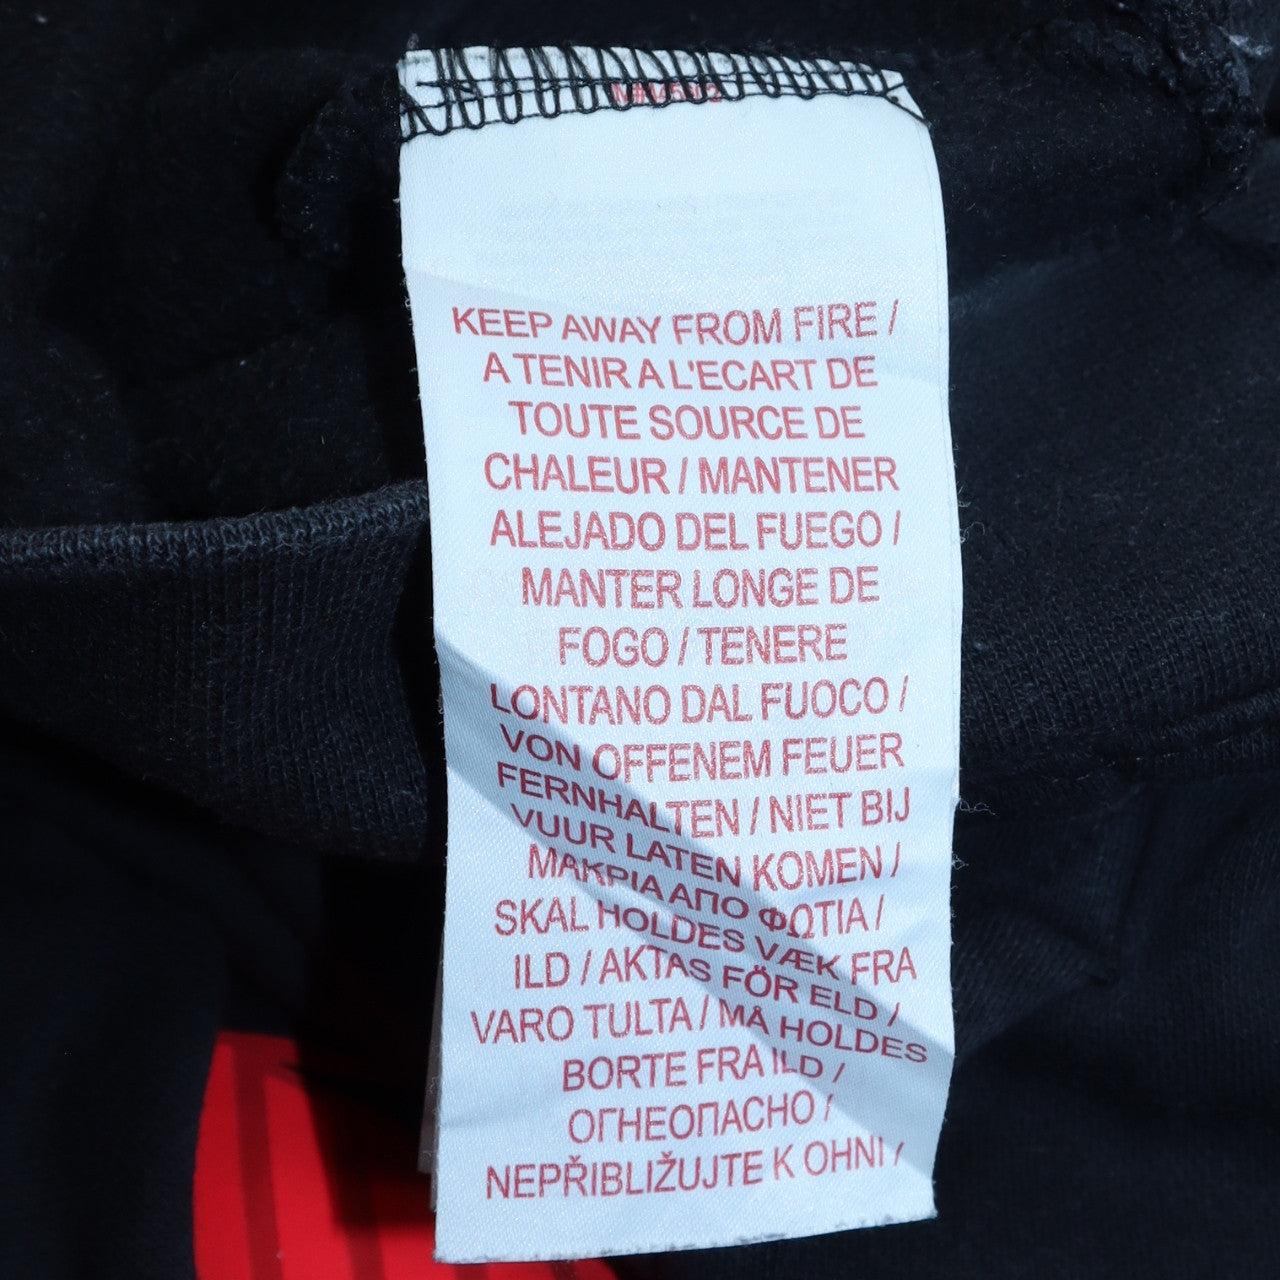 KEEP AWAY FROM FIRE /
A TENIR A L'ECART DE
TOUTE SOURCE DE
CHALEUR / MANTENER
ALEJADO DEL FUEGO /
MANTER LONGE DE
FOGO / TENERE
LONTANO DAL FUOCO /
VON OFFENEM FEUER
FERNHALTEN / NIET BIJ
VUUR LATEN KOMEN /
ΜΑΚΡΙΑ ΑΠΟ ΦΩΤΙΑ /
SKAL HOLDES VÆK FRA
ILD / AKTAS FÖR ELD /
VARO TULTA / MÅ HOLDES
BORTE FRA ILD /
ОГНЕОПАСНО /
NEPŘIBLIŽUJTE K OHNI /